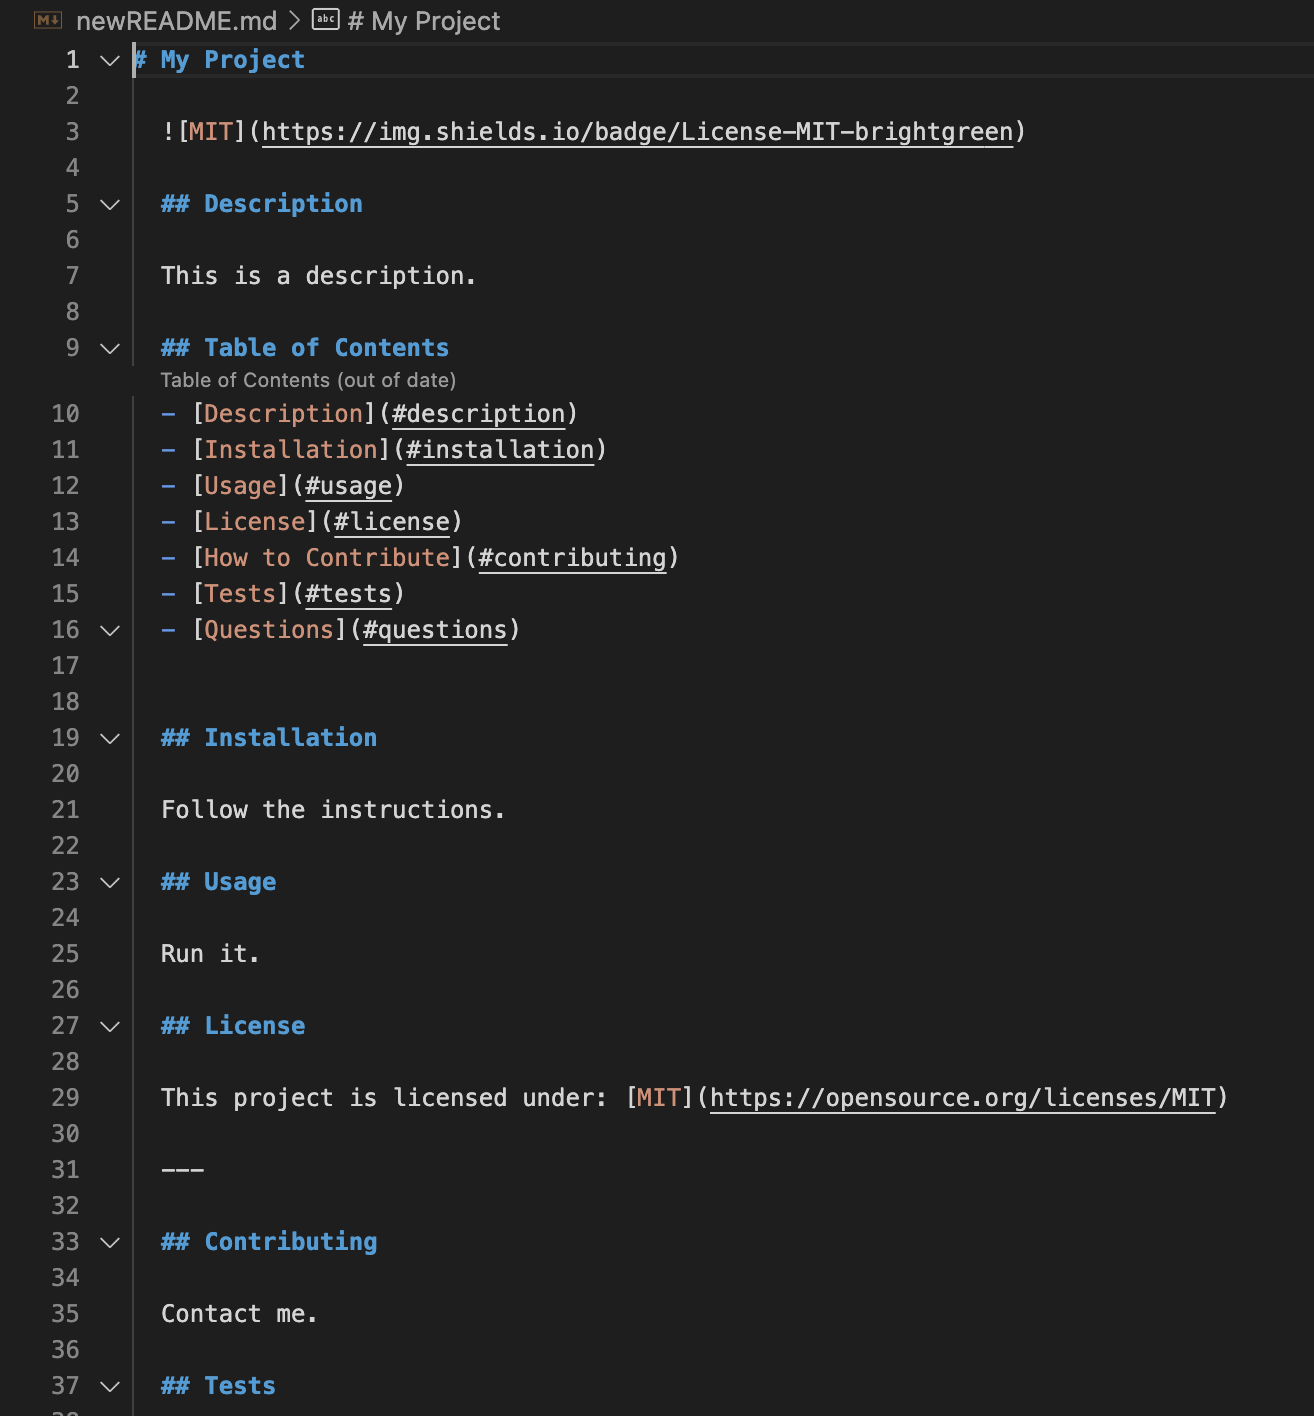 newREADME.md > abc # My Project
1 # My Project
2
3 ![MIT](https://img.shields.io/badge/License-MIT-brightgreen)
4
5 ## Description
6
7 This is a description.
8
9 ## Table of Contents
Table of Contents (out of date)
10 - [Description](#description)
11 - [Installation](#installation)
12 - [Usage](#usage)
13 - [License](#license)
14 - [How to Contribute](#contributing)
15 - [Tests](#tests)
16 - [Questions](#questions)
17
18
19 ## Installation
20
21 Follow the instructions.
22
23 ## Usage
24
25 Run it.
26
27 ## License
28
29 This project is licensed under: [MIT](https://opensource.org/licenses/MIT)
30
31 ---
32
33 ## Contributing
34
35 Contact me.
36
37 ## Tests